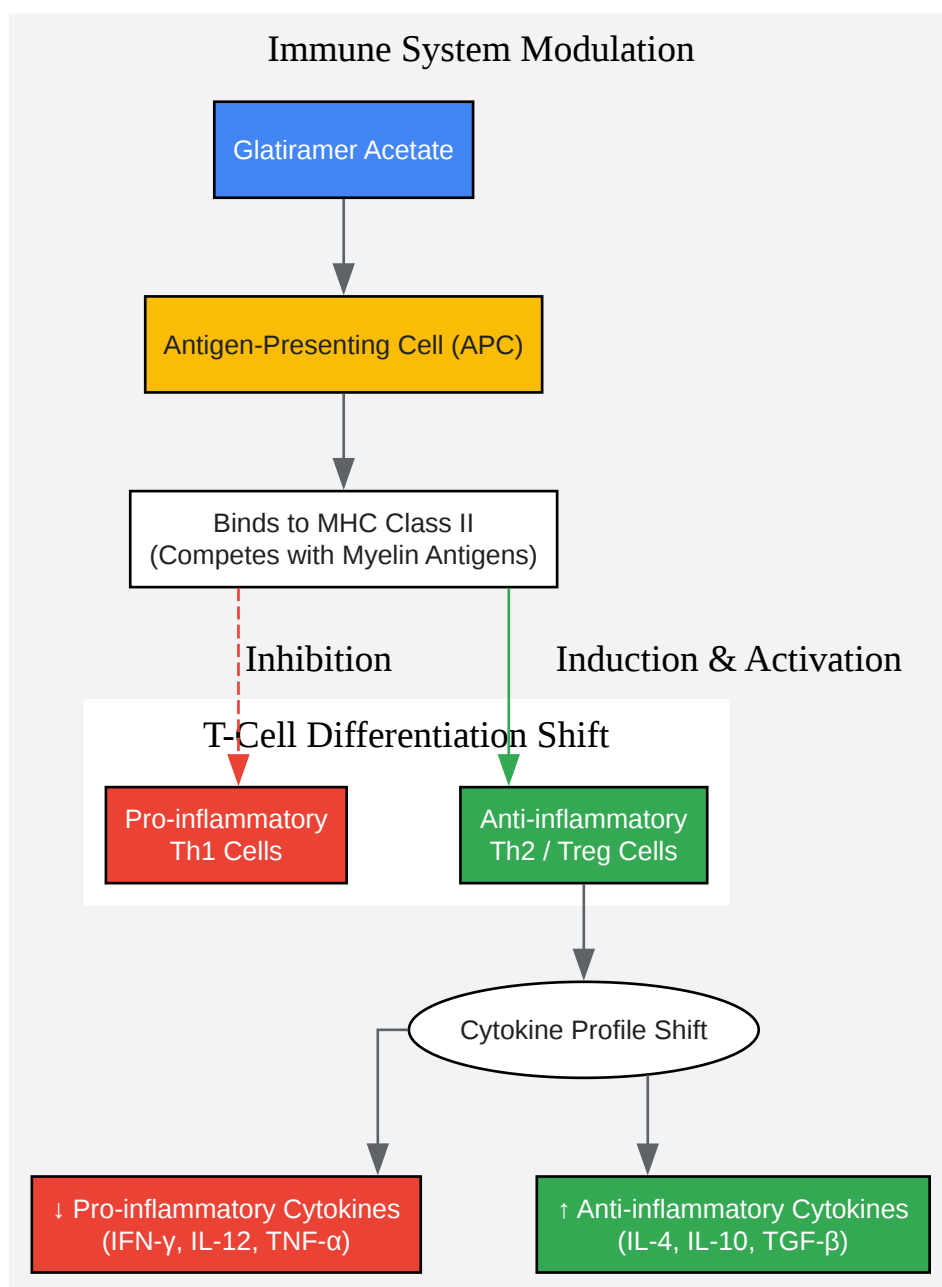 Immune System Modulation
Glatiramer Acetate
Antigen-Presenting Cell (APC)
Binds to MHC Class II
(Competes with Myelin Antigens)
Inhibition
Induction & Activation
T-Cell Differentiation Shift
Pro-inflammatory
Th1 Cells
Anti-inflammatory
Th2 / Treg Cells
Cytokine Profile Shift
↓ Pro-inflammatory Cytokines
(IFN-γ, IL-12, TNF-α)
↑ Anti-inflammatory Cytokines
(IL-4, IL-10, TGF-β)